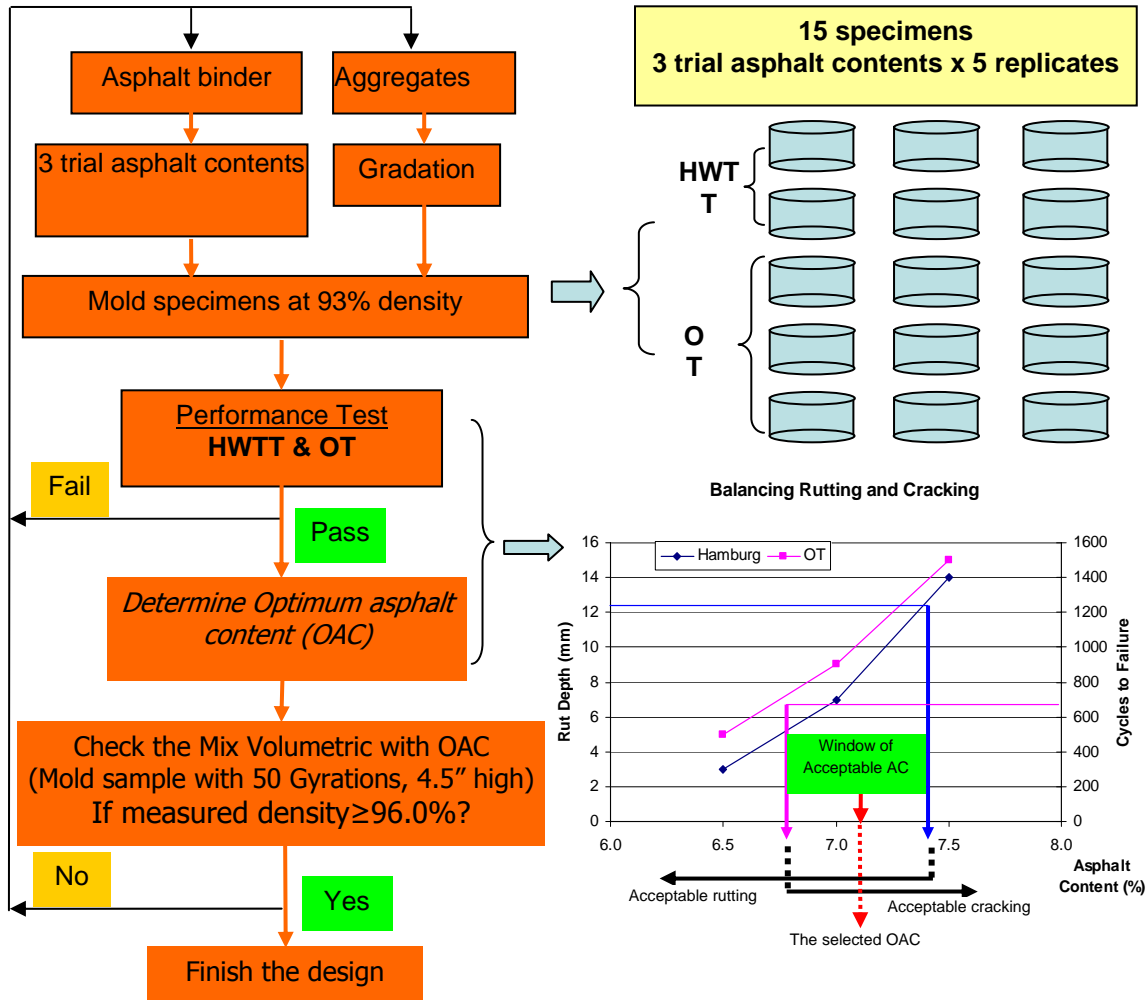 Asphalt binder
Aggregates
3 trial asphalt contents
Gradation
Mold specimens at 93% density
Performance Test
HWTT & OT
Fail
Pass
Determine Optimum asphalt
content (OAC)
Check the Mix Volumetric with OAC
(Mold sample with 50 Gyrations, 4.5” high)
If measured density≥96.0%?
No
Yes
Finish the design
15 specimens
3 trial asphalt contents x 5 replicates
HWT
T
O
T
Balancing Rutting and Cracking
Hamburg
OT
Rut Depth (mm)
16
14
12
10
8
6
4
2
0
Cycles to Failure
1600
1400
1200
1000
800
600
400
200
0
Window of
Acceptable AC
6.0
6.5
7.0
7.5
8.0
Asphalt
Content (%)
Acceptable rutting
Acceptable cracking
The selected OAC